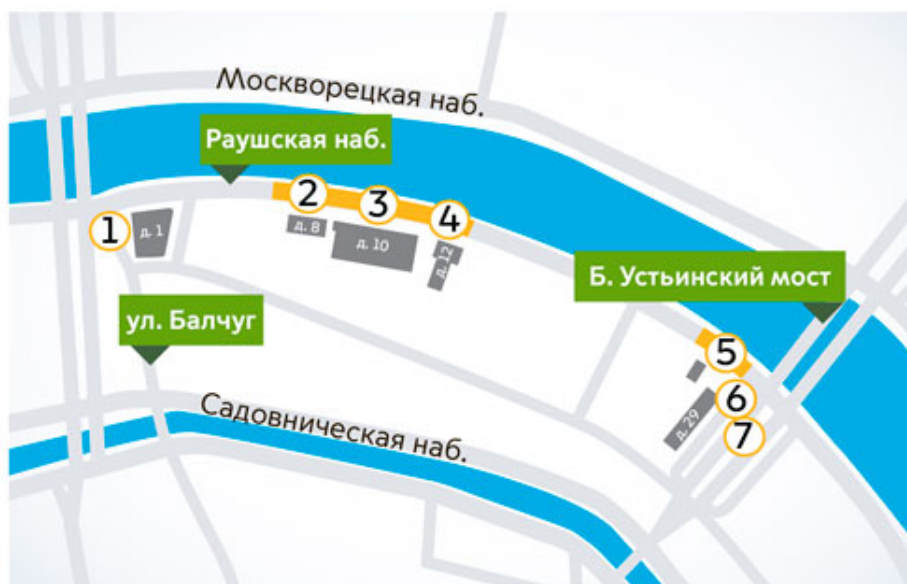 Москворецкая наб.
Раушская наб.
2
3
4
1
д. 1
д. 8
д. 10
д. 12
Б. Устьинский мост
ул. Балчуг
5
Садовническая наб.
6
д. 29
7